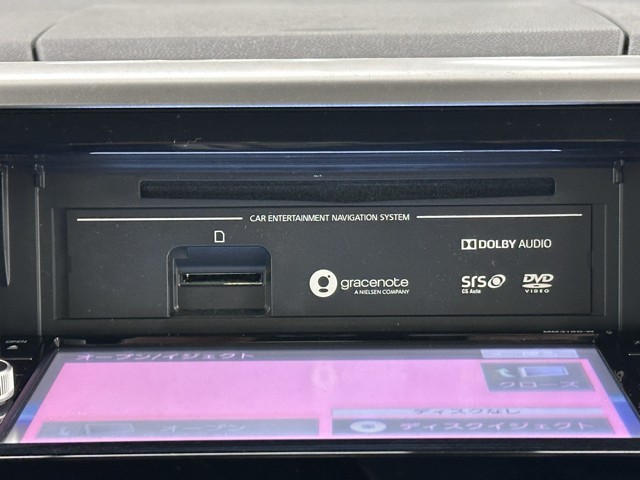 CAR ENTERTAINMENT NAVIGATION SYSTEM
DOLBY AUDIO
gracenote
A NIELSEN COMPANY
SRS
CS Auto
DVD
VIDEO
OPEN
オープン/イジェクト
クローズ
ディスクなし
オープン
ディスクイジェクト